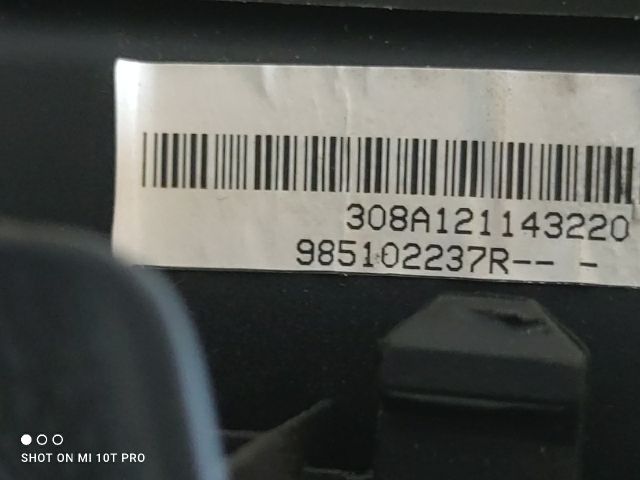 308A121143220
985102237R-- -
SHOT ON MI 10T PRO